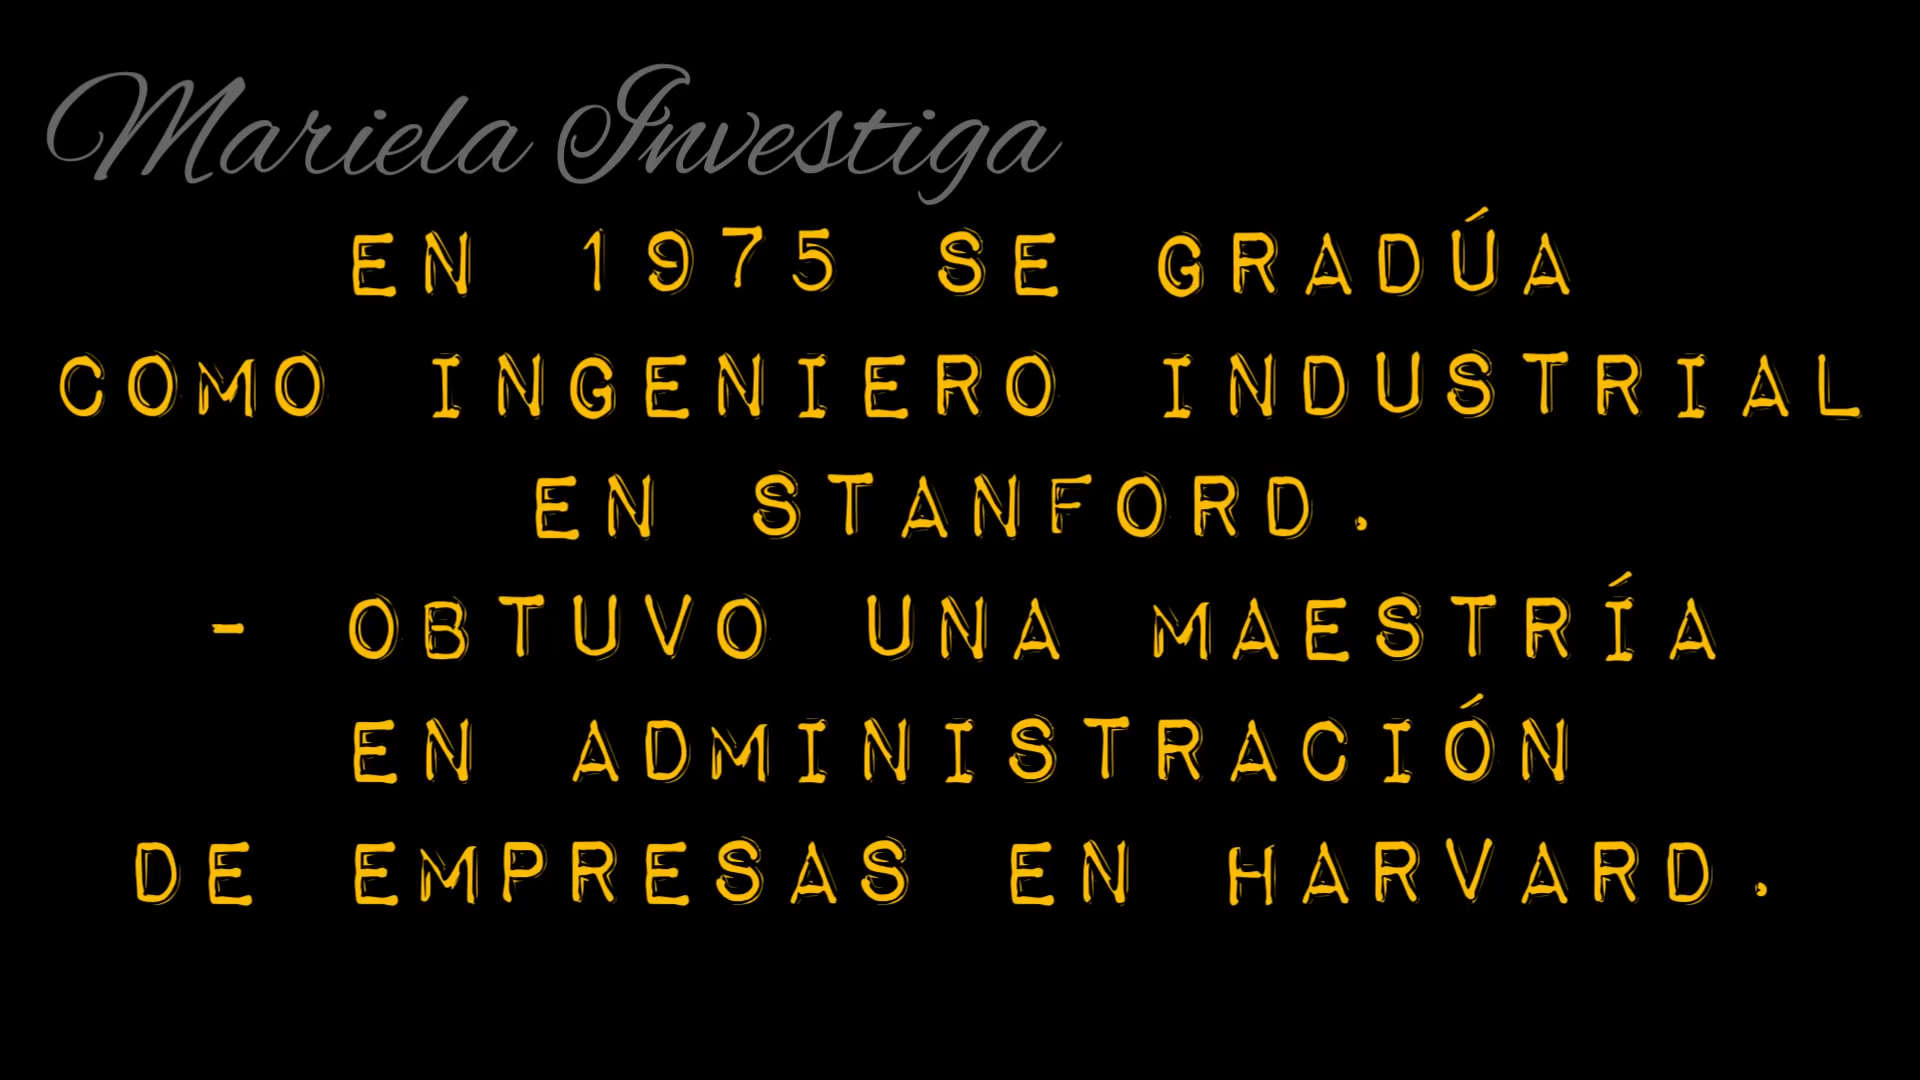 Mariela Investiga
EN 1975 SE GRADÚA
COMO INGENIERO INDUSTRIAL
EN STANFORD.
- OBTUVO UNA MAESTRÍA
EN ADMINISTRACIÓN
DE EMPRESAS EN HARVARD.